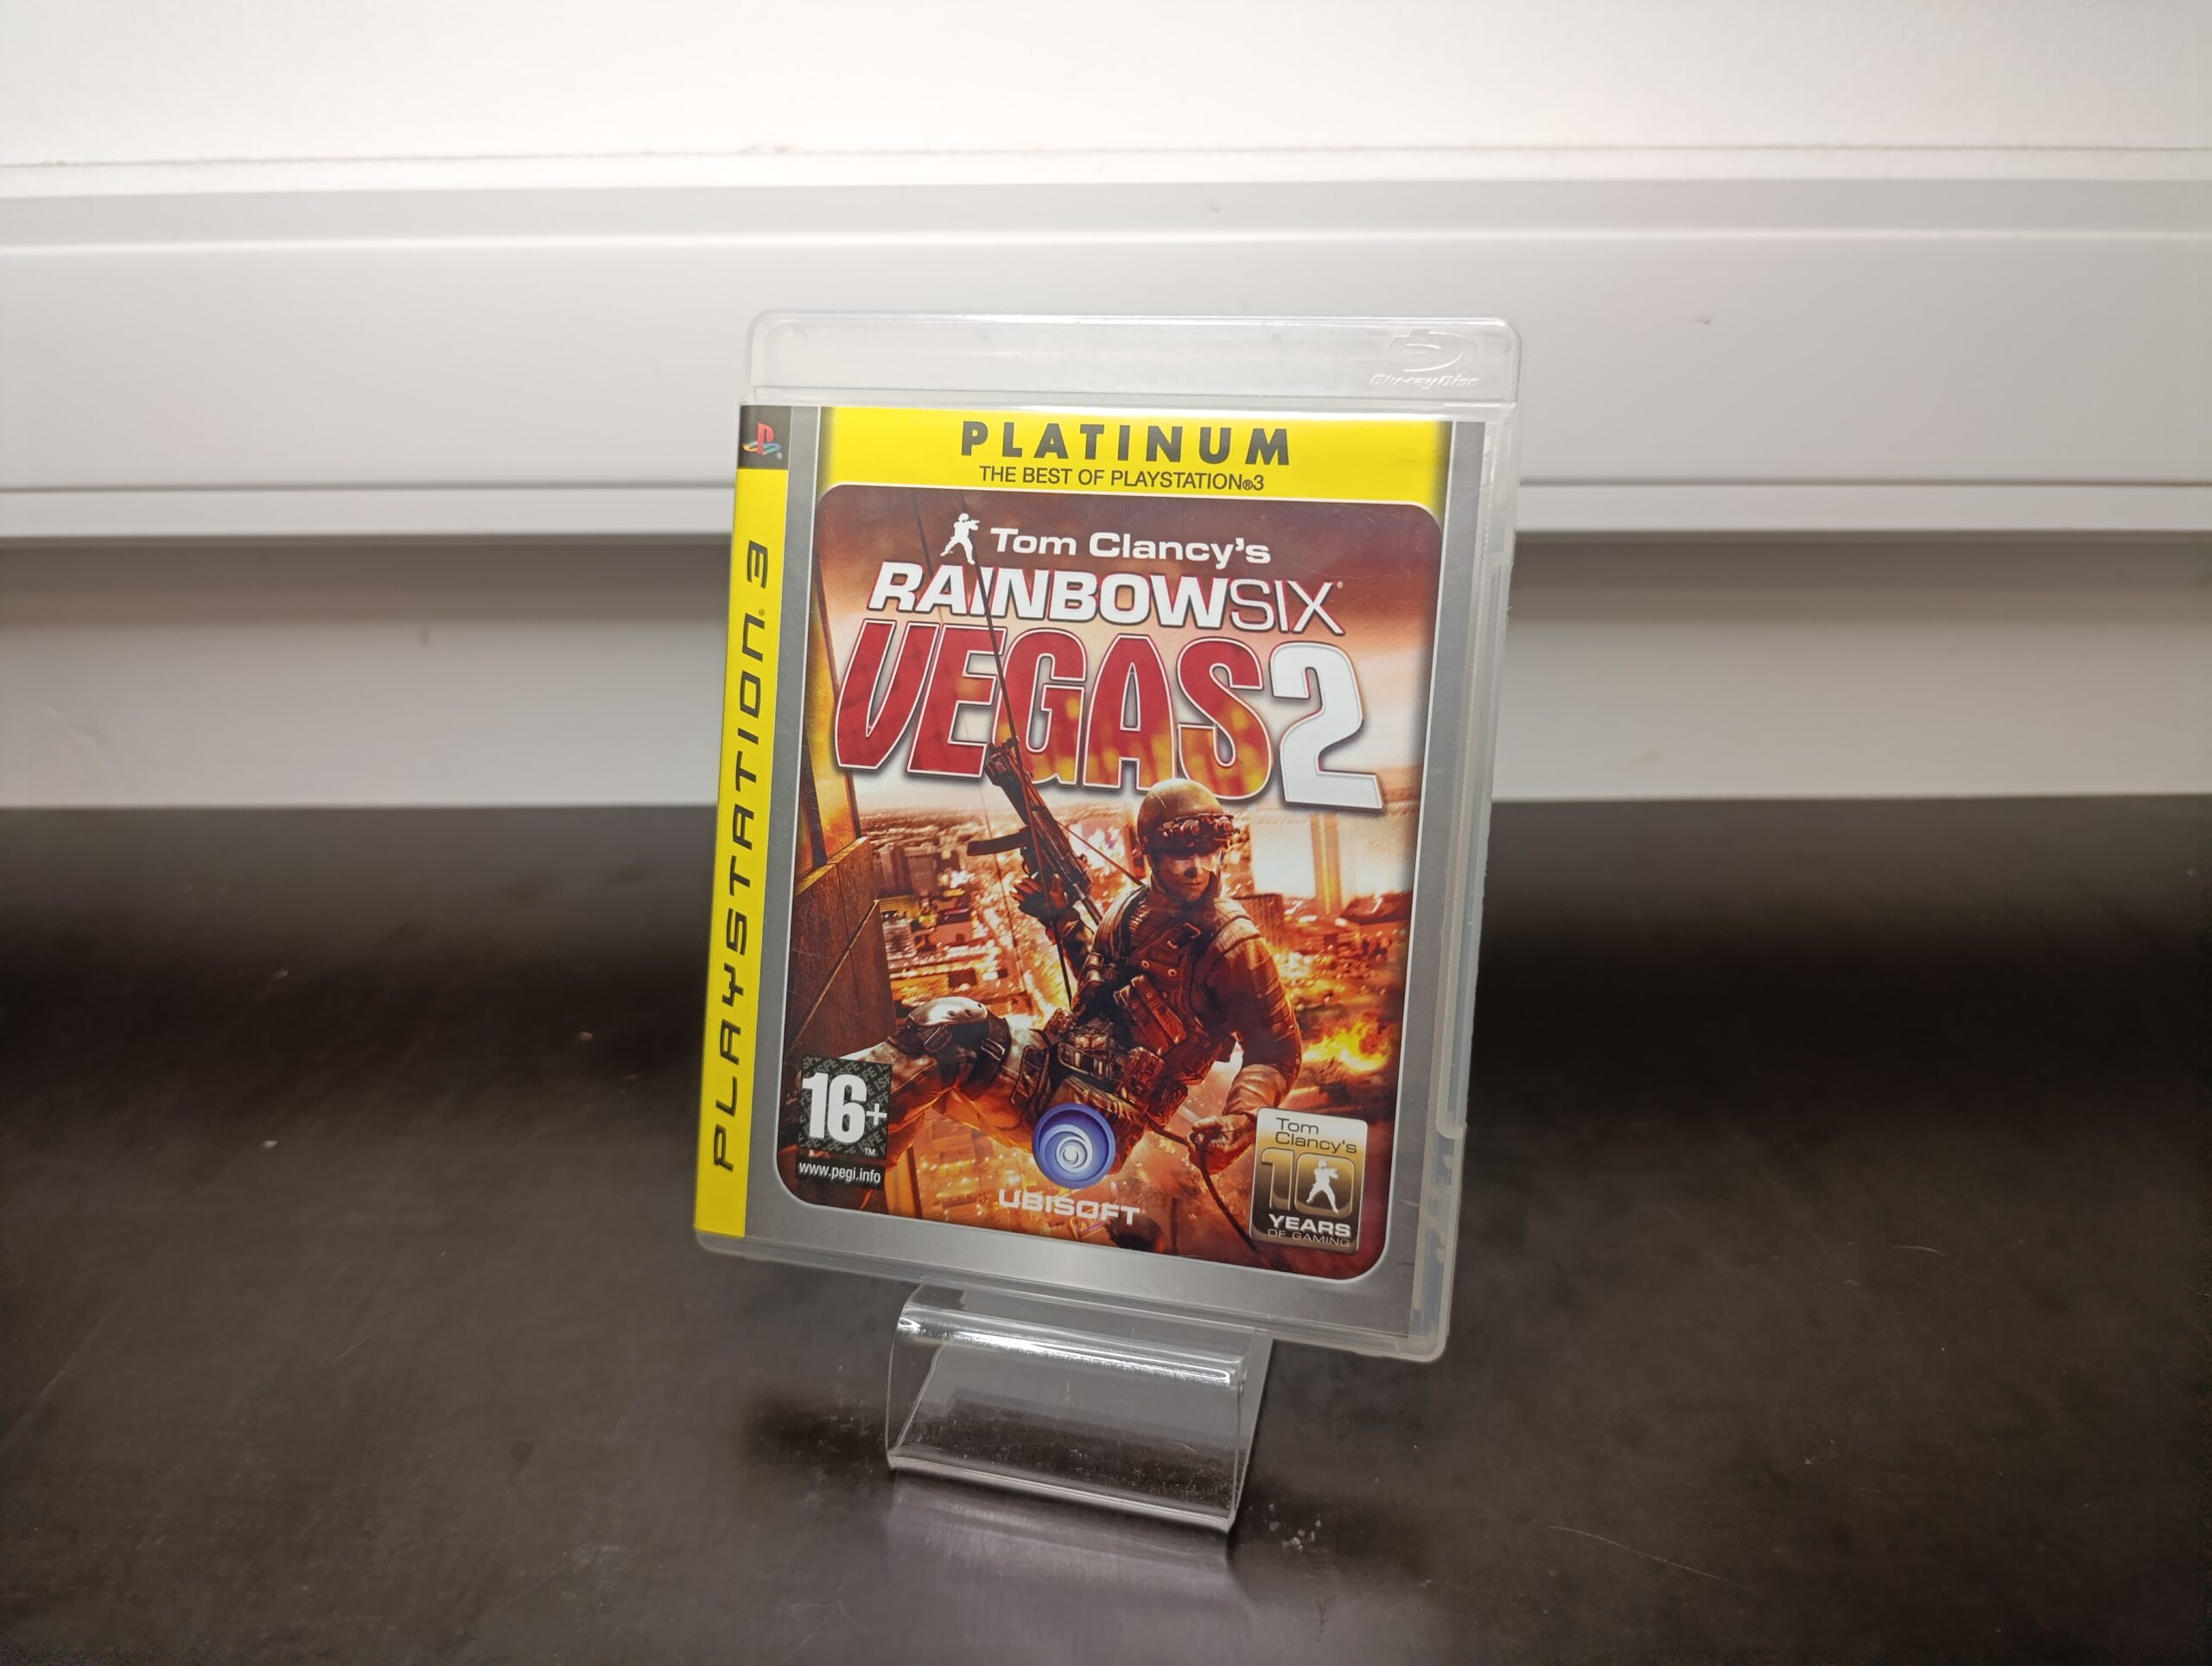 Blu-ray Disc
PLATINUM
THE BEST OF PLAYSTATION®3
PLAYSTATION® 3
Tom Clancy's
RAINBOWSIX®
VEGAS2
16+
TM
www.pegi.info
UBISOFT
Tom
Clancy's
10
YEARS
OF GAMING